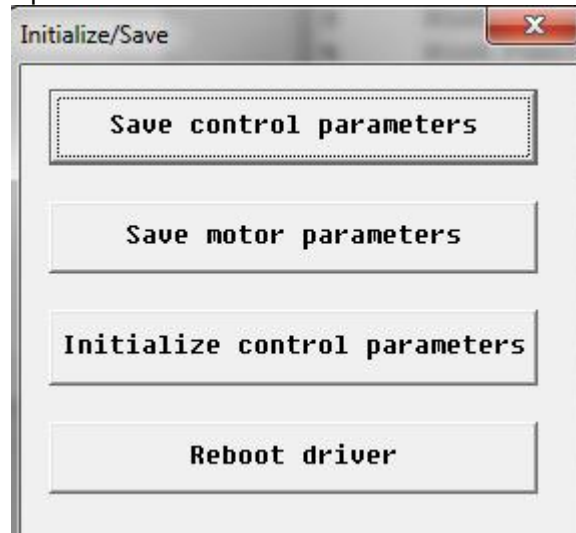 Initialize/Save
Save control parameters
Save motor parameters
Initialize control parameters
Reboot driver